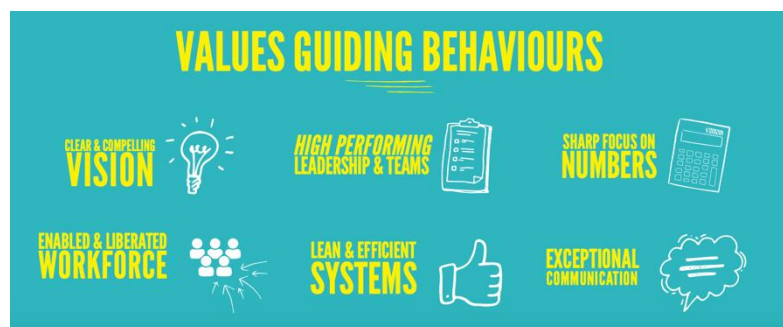 VALUES GUIDING BEHAVIOURS
CLEAR & COMPELLING
VISION
HIGH PERFORMING
LEADERSHIP & TEAMS
SHARP FOCUS ON
NUMBERS
ENABLED & LIBERATED
WORKFORCE
LEAN & EFFICIENT
SYSTEMS
EXCEPTIONAL
COMMUNICATION